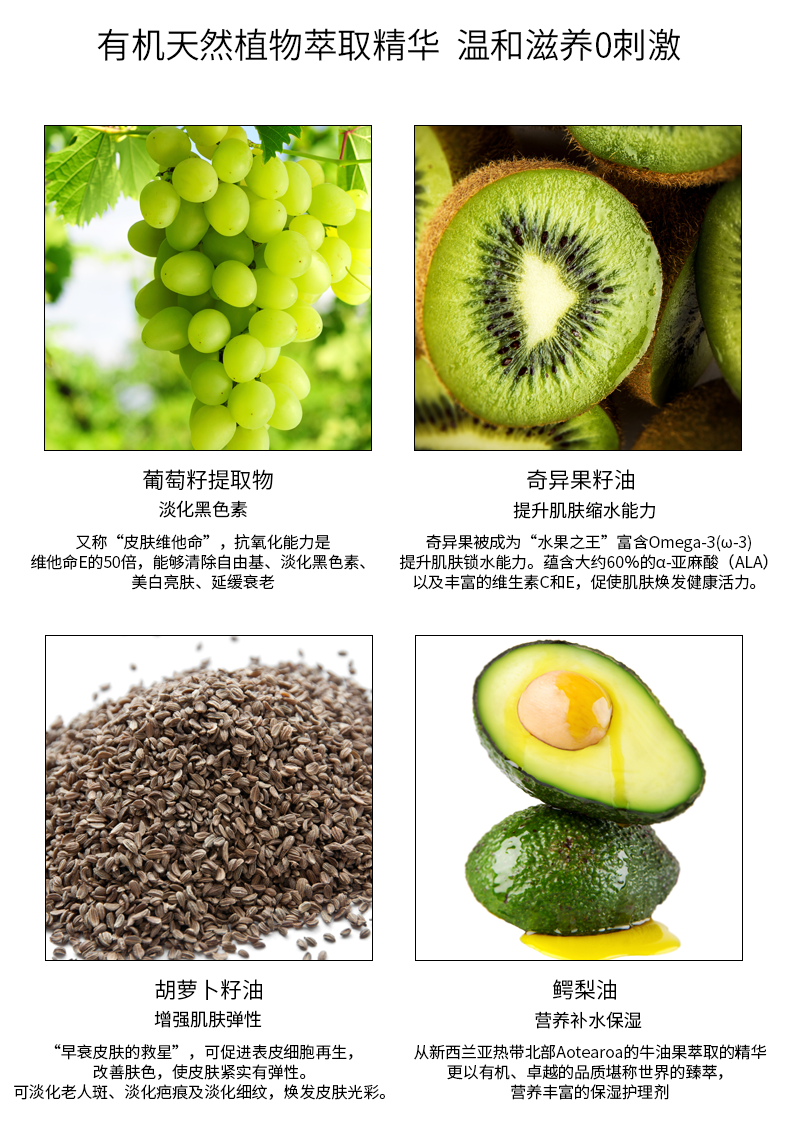 有机天然植物萃取精华 温和滋养0刺激
葡萄籽提取物
淡化黑色素
又称“皮肤维他命”，抗氧化能力是
维他命E的50倍，能够清除自由基、淡化黑色素、
美白亮肤、延缓衰老
奇异果籽油
提升肌肤缩水能力
奇异果被成为“水果之王”富含Omega-3(ω-3)
提升肌肤锁水能力。蕴含大约60%的α-亚麻酸（ALA）
以及丰富的维生素C和E，促使肌肤焕发健康活力。
胡萝卜籽油
增强肌肤弹性
“早衰皮肤的救星”，可促进表皮细胞再生，
改善肤色，使皮肤紧实有弹性。
可淡化老人斑、淡化疤痕及淡化细纹，焕发皮肤光彩。
鳄梨油
营养补水保湿
从新西兰亚热带北部Aotearoa的牛油果萃取的精华
更以有机、卓越的品质堪称世界的臻萃，
营养丰富的保湿护理剂